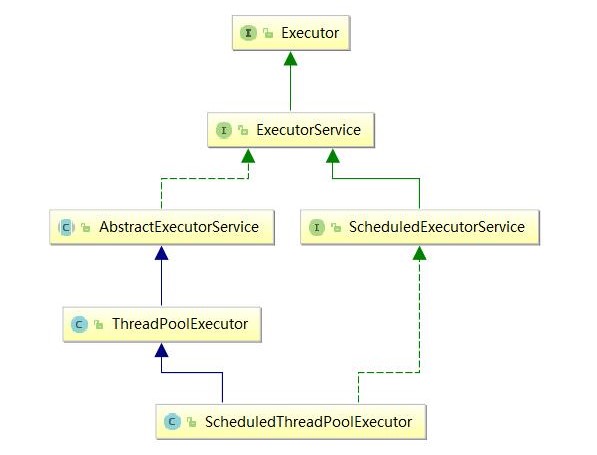 I Executor
I ExecutorService
C AbstractExecutorService
I ScheduledExecutorService
C ThreadPoolExecutor
C ScheduledThreadPoolExecutor